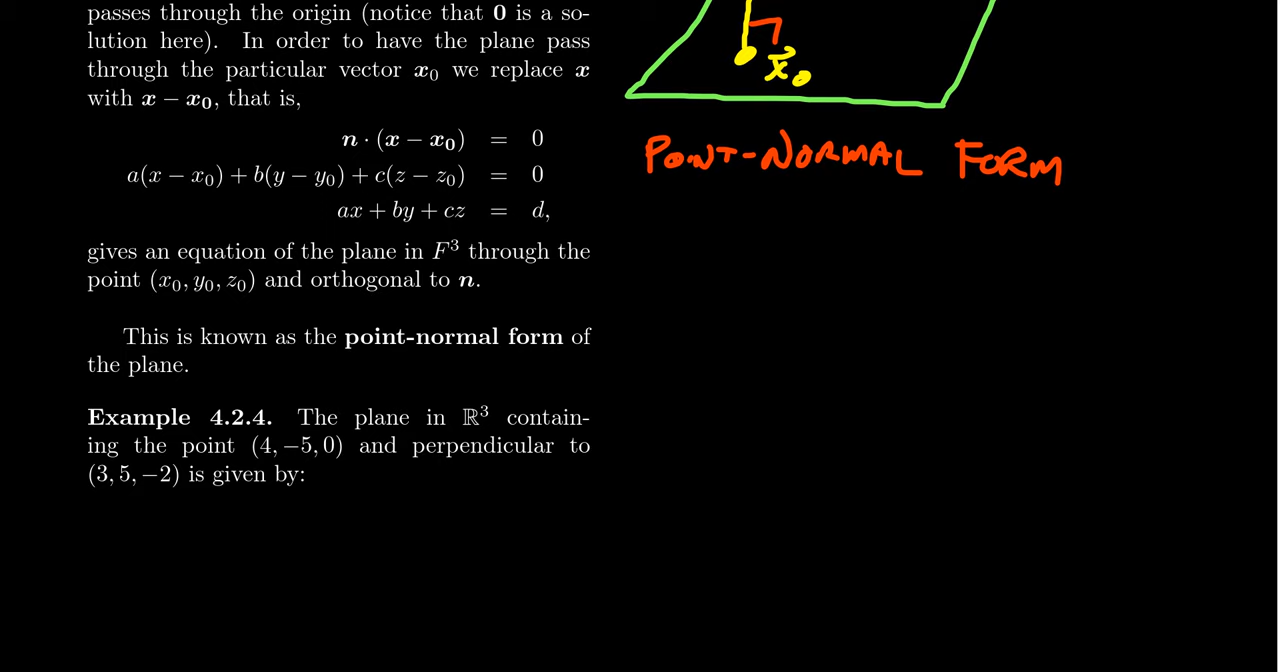 passes through the origin (notice that 0 is a so-
lution here). In order to have the plane pass
through the particular vector x₀ we replace x
with x − x₀, that is,
n · (x − x₀) = 0
a(x − x₀) + b(y − y₀) + c(z − z₀) = 0
ax + by + cz = d,
gives an equation of the plane in F³ through the
point (x₀, y₀, z₀) and orthogonal to n.
This is known as the point-normal form of
the plane.
Example 4.2.4. The plane in ℝ³ contain-
ing the point (4, −5, 0) and perpendicular to
(3, 5, −2) is given by:
x⃗₀
POINT-NORMAL FORM